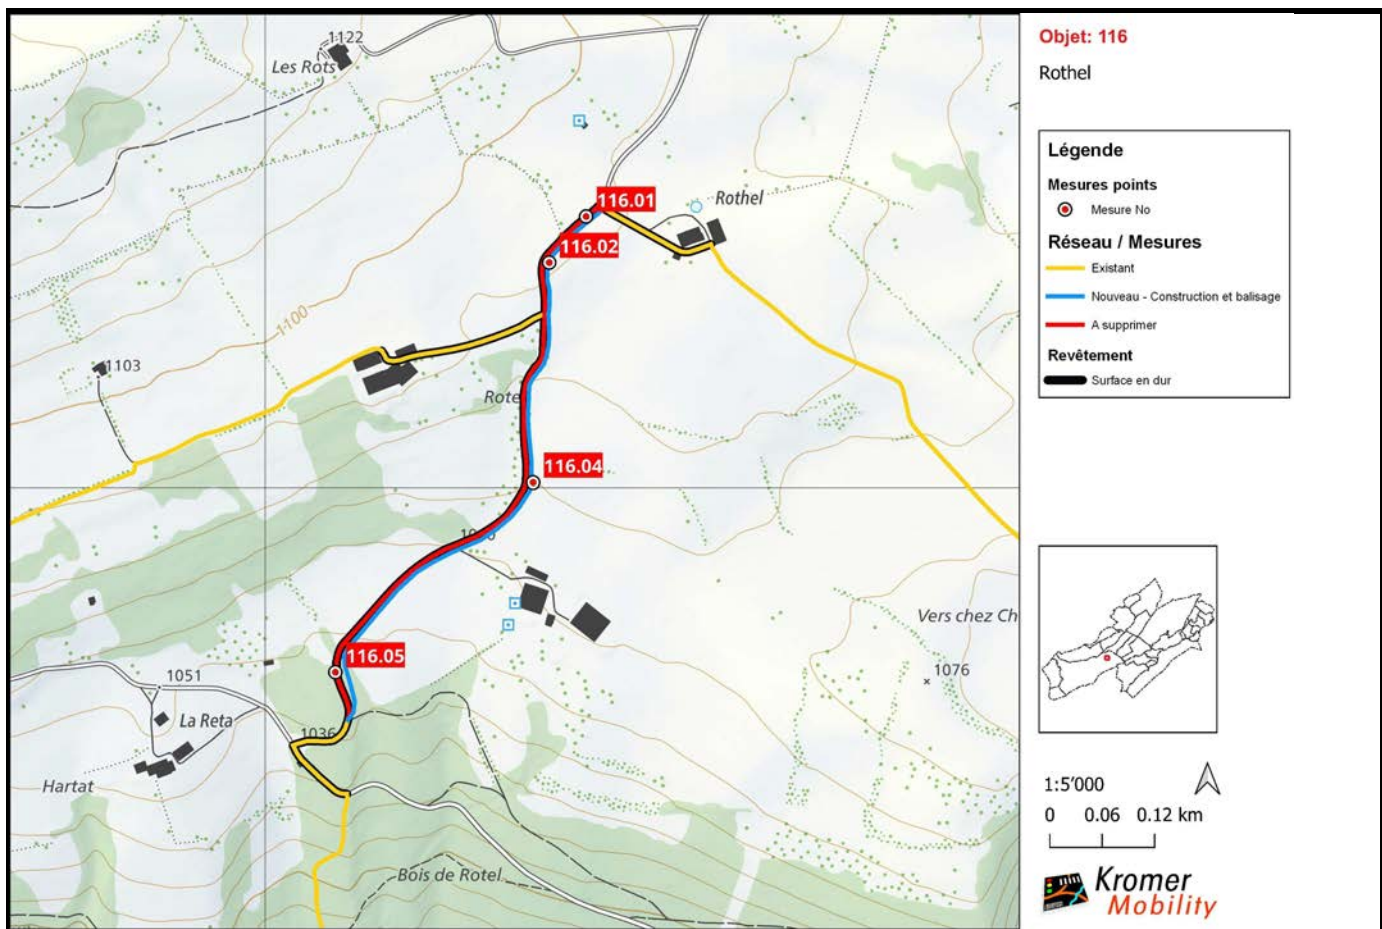 1122
Les Rots
116.01
Rothel
116.02
1100
1103
Rote
116.04
Vers chez Ch
1076
116.05
1051
La Reta
1036
Hartat
Bois de Rotel
Objet: 116
Rothel
Légende
Mesures points
Mesure No
Réseau / Mesures
Existant
Nouveau - Construction et balisage
A supprimer
Revêtement
Surface en dur
1:5'000
0 0.06 0.12 km
Kromer
Mobility